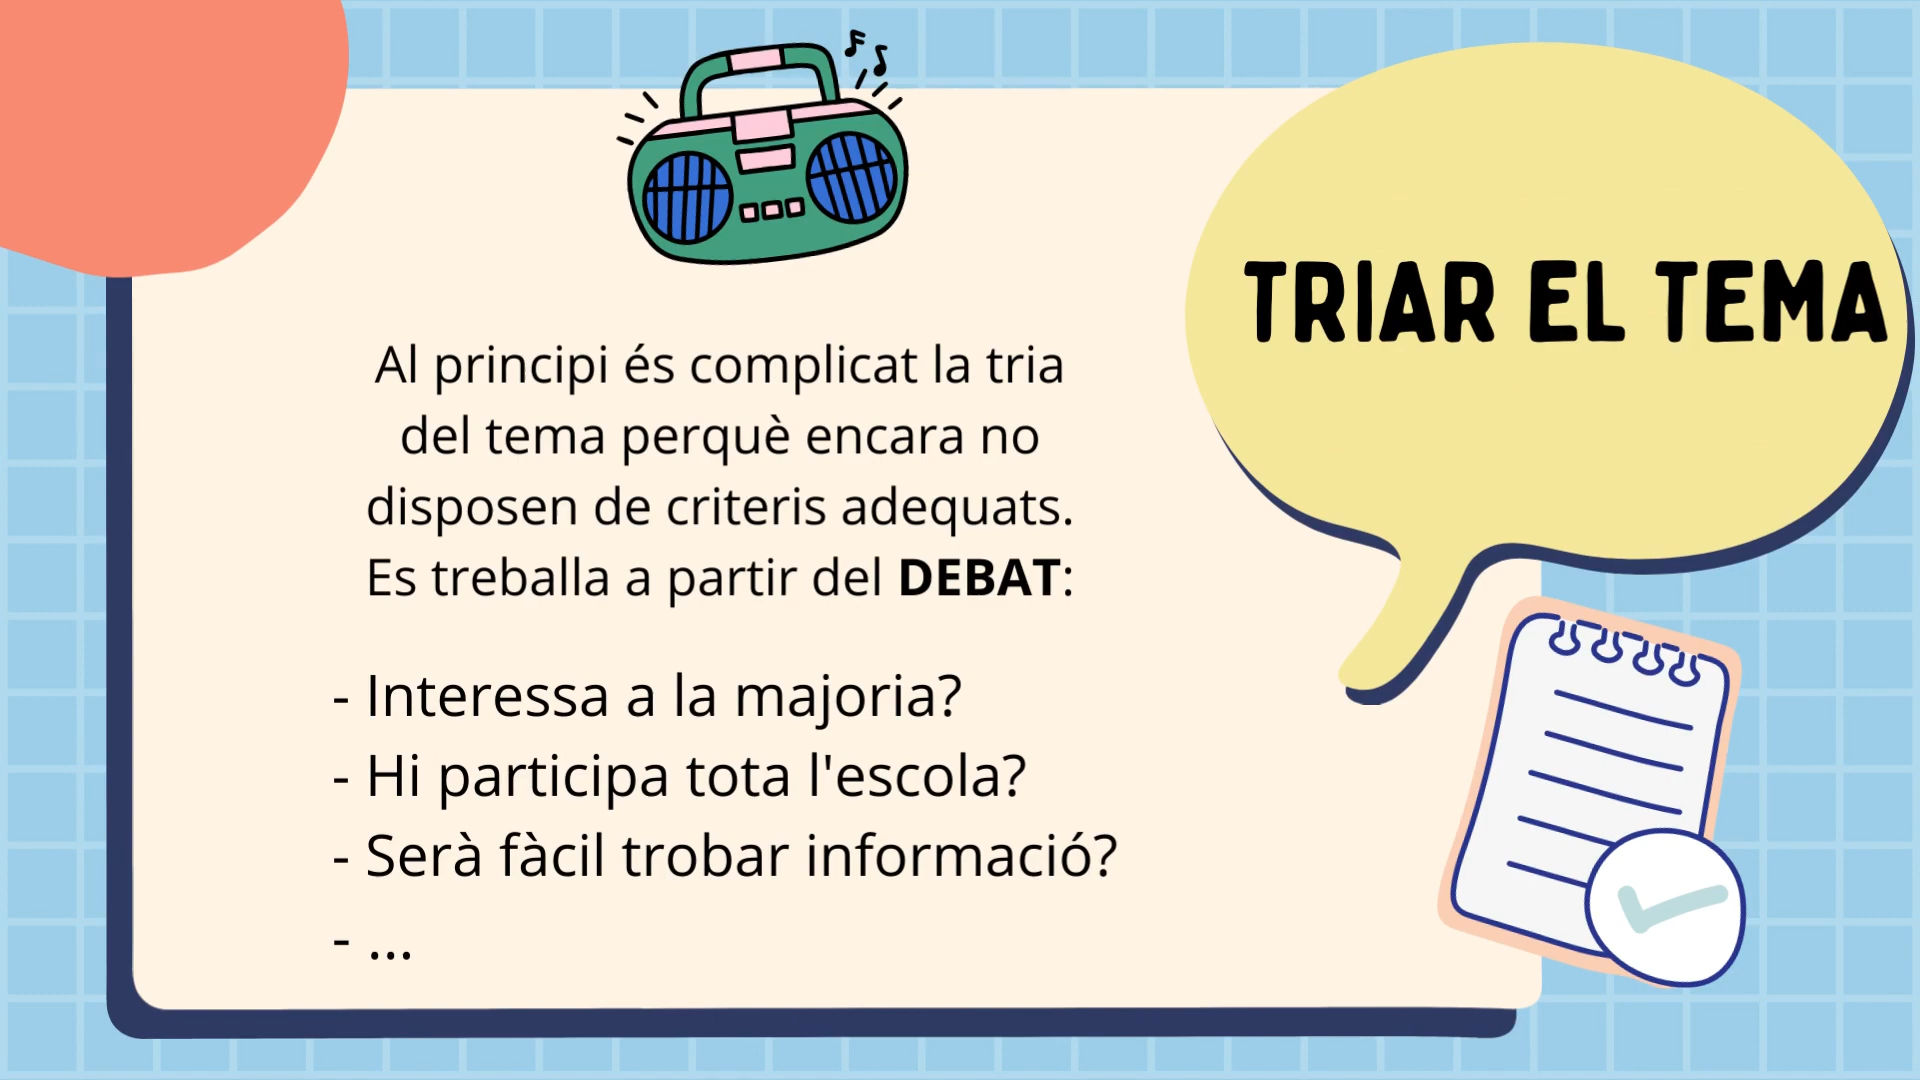 TRIAR EL TEMA
Al principi és complicat la tria
del tema perquè encara no
disposen de criteris adequats.
Es treballa a partir del DEBAT:
- Interessa a la majoria?
- Hi participa tota l'escola?
- Serà fàcil trobar informació?
- ...